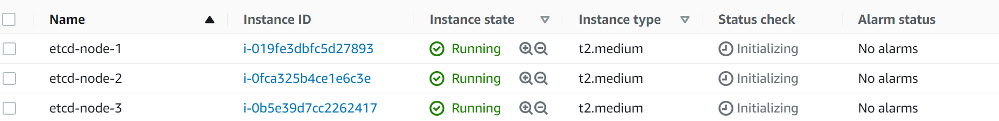 Name Instance ID Instance state Instance type Status check Alarm status
etcd-node-1 i-019fe3dbfc5d27893 Running t2.medium Initializing No alarms
etcd-node-2 i-0fca325b4ce1e6c3e Running t2.medium Initializing No alarms
etcd-node-3 i-0b5e39d7cc2262417 Running t2.medium Initializing No alarms